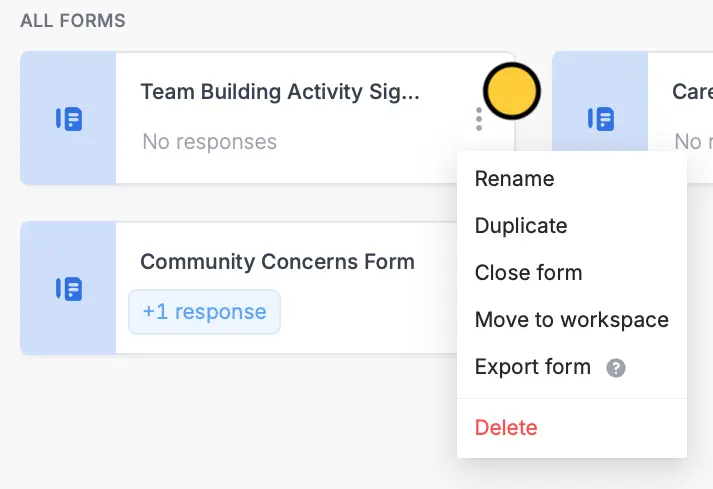 ALL FORMS
Team Building Activity Sig...
No responses
Care
No r
Rename
Duplicate
Close form
Move to workspace
Export form ?
Delete
Community Concerns Form
+1 response